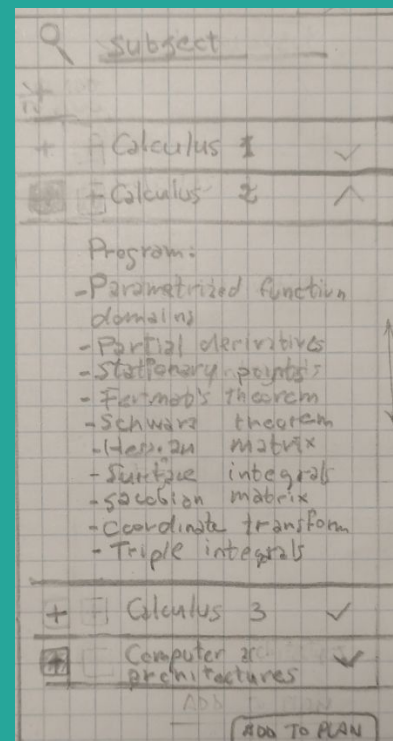 subject
Calculus 1
Calculus 2
Program:
- Parametrized function
domains
- Partial derivatives
- Stationary points
- Fermat's theorem
- Schwarz theorem
- Hessian matrix
- Surface integrals
- Jacobian matrix
- Coordinate transform
- Triple integrals
+ Calculus 3
+ Computer
architectures
ADD TO PLAN